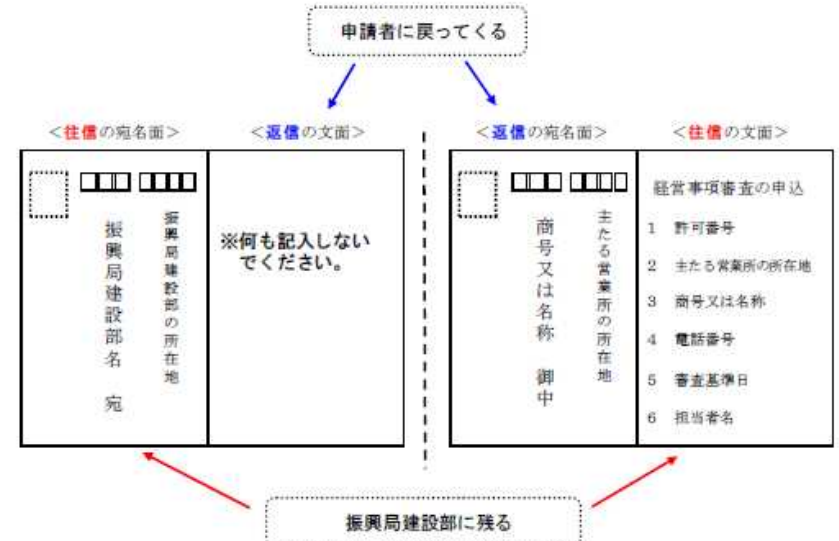 申請者に戻ってくる
＜往信の宛名面＞
＜返信の文面＞
＜返信の宛名面＞
＜往信の文面＞
振興局建設部の所在地
振興局建設部名　宛
※何も記入しない
でください。
主たる営業所の所在地
商号又は名称　御中
経営事項審査の申込
1　許可番号
2　主たる営業所の所在地
3　商号又は名称
4　電話番号
5　審査基準日
6　担当者名
振興局建設部に残る